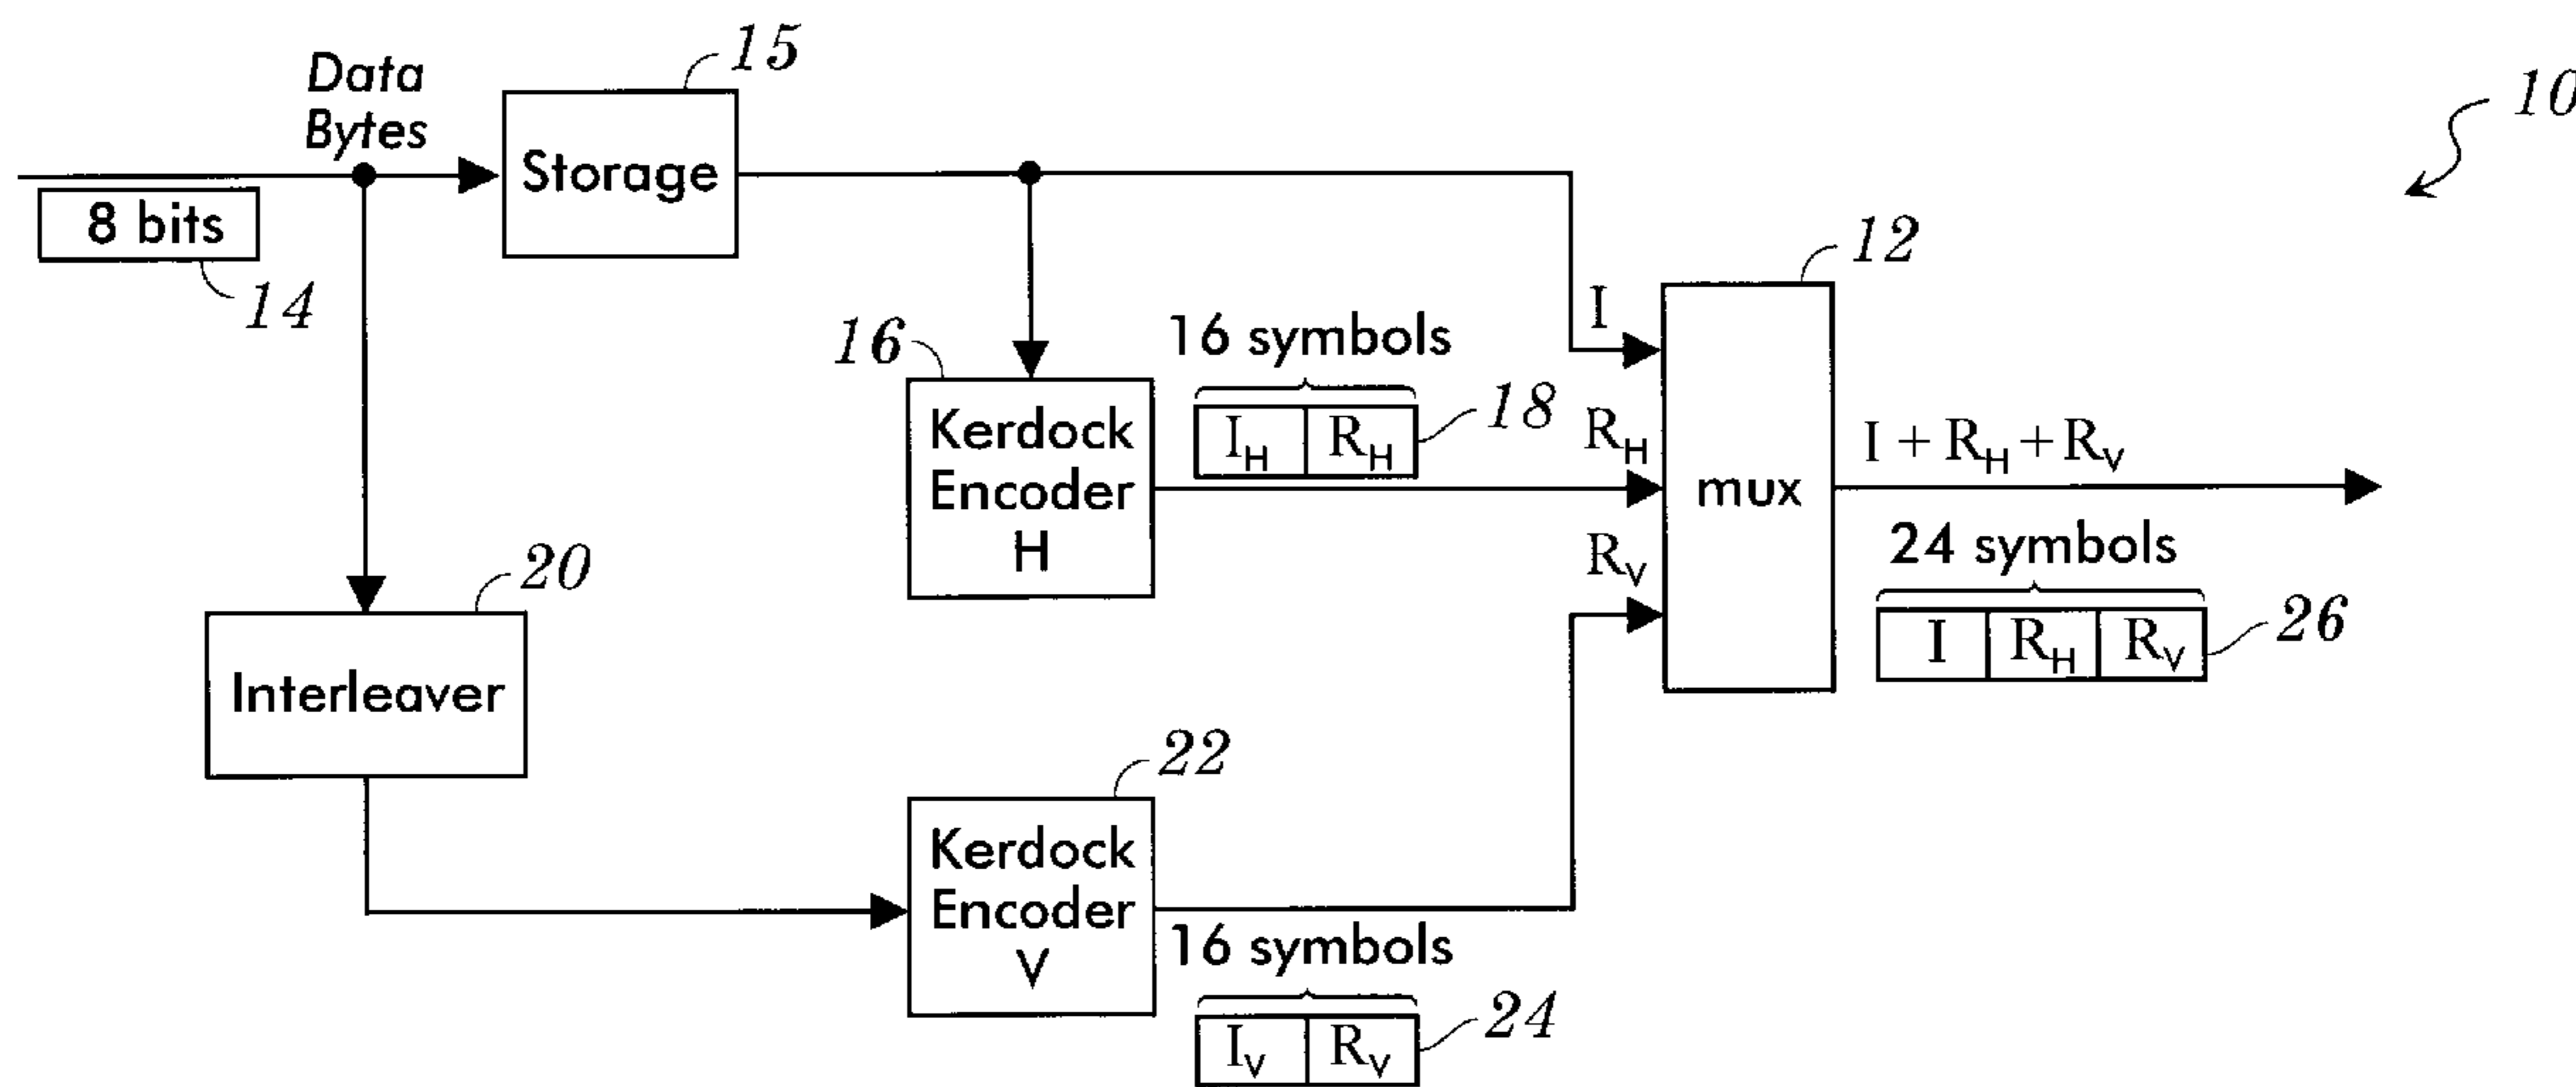 15
Data
Bytes
10
Storage
8 bits
14
12
I
16
16 symbols
18
Kerdock
Encoder
H
I_H R_H
R_H
mux
I + R_H + R_V
R_V
24 symbols
20
26
I R_H R_V
Interleaver
22
Kerdock
Encoder
V
16 symbols
24
I_V R_V